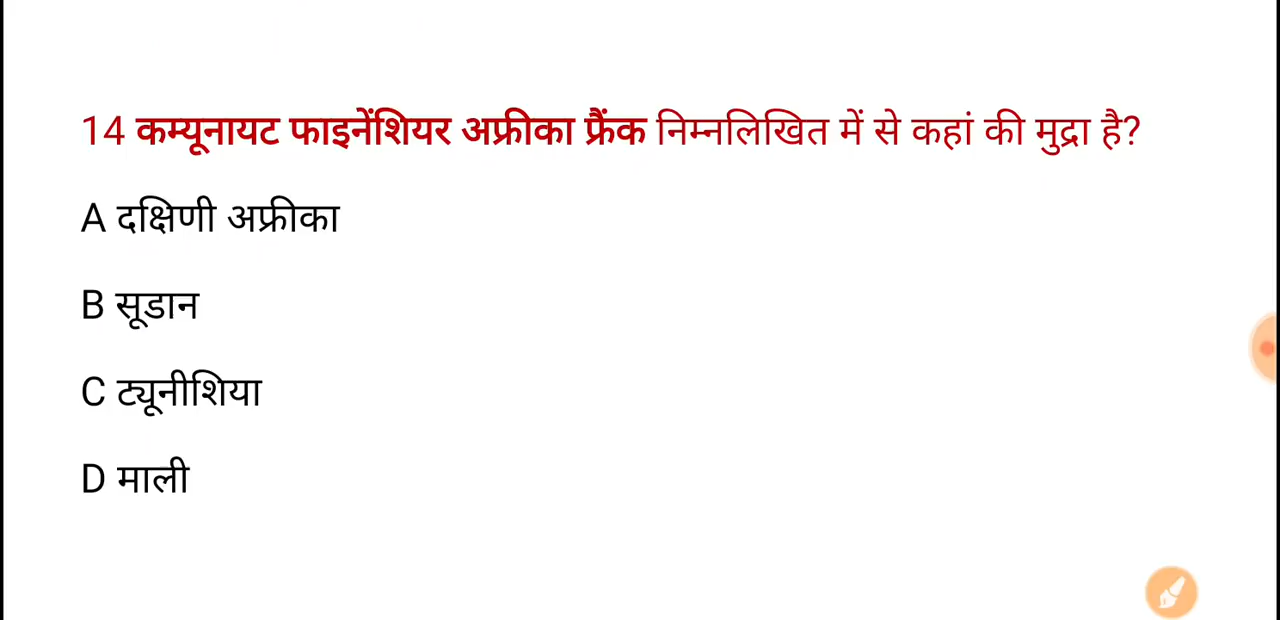 14 कम्यूनायट फाइनेंशियर अफ्रीका फ्रैंक निम्नलिखित में से कहां की मुद्रा है?
A दक्षिणी अफ्रीका
B सूडान
C ट्यूनीशिया
D माली